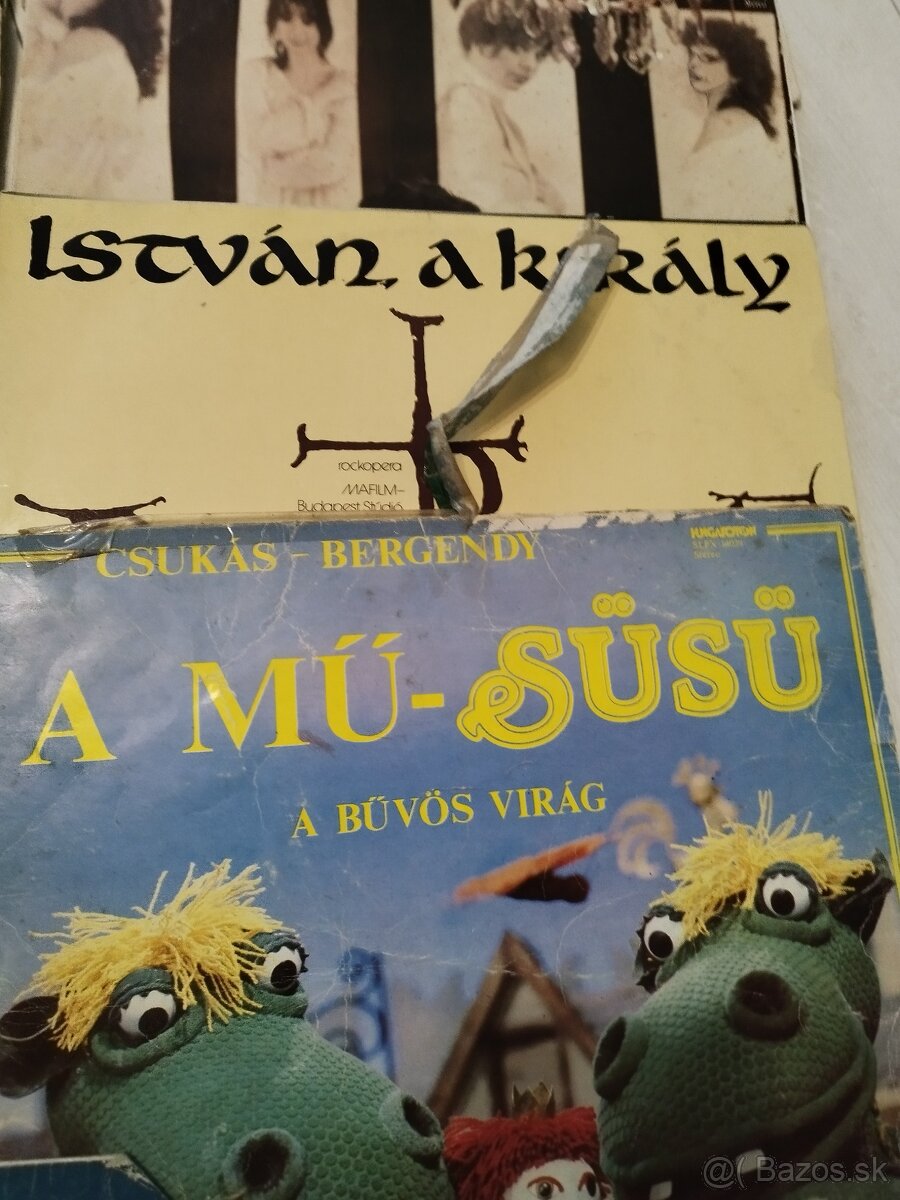 István, a király
rockopera
MAFILM–
Budapest Stúdió
CSUKÁS – BERGENDY
HUNGAROTON
Stereo
A MŰ-SÜSÜ
A BŰVÖS VIRÁG
@( Bazos.sk